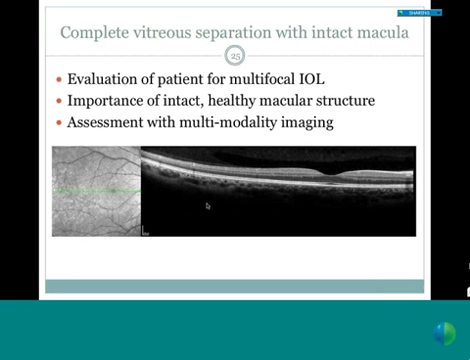 SHARING
Complete vitreous separation with intact macula
25
• Evaluation of patient for multifocal IOL
• Importance of intact, healthy macular structure
• Assessment with multi-modality imaging